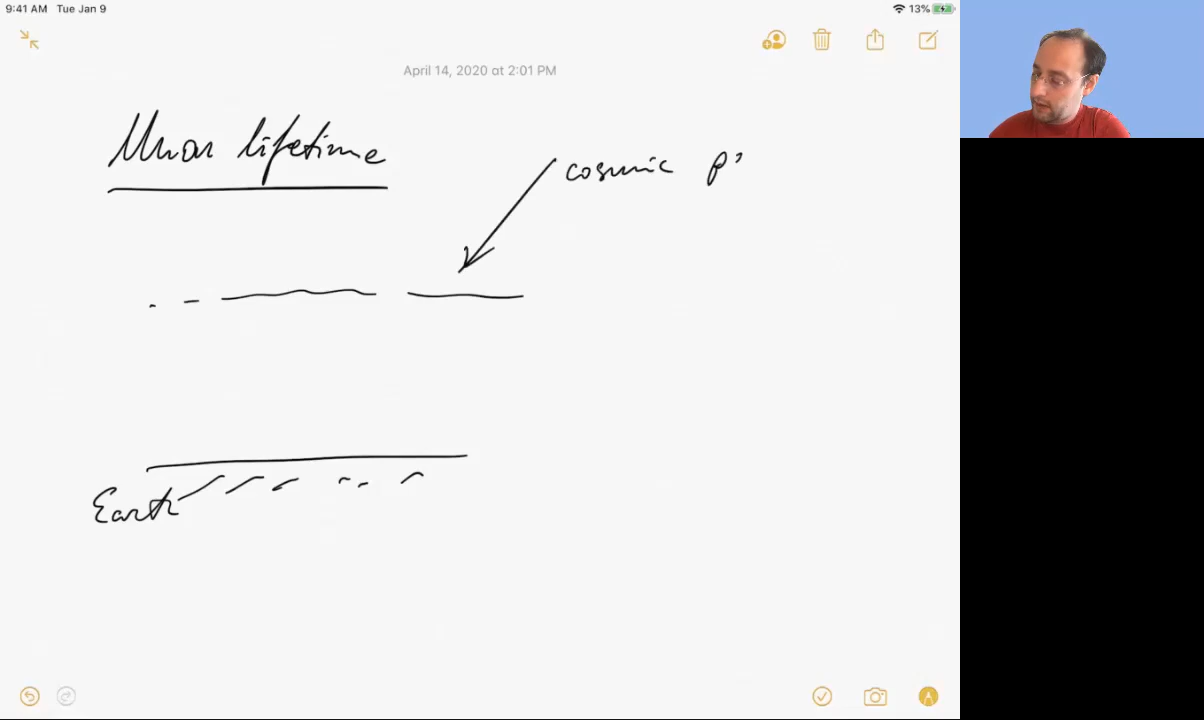 9:41 AM Tue Jan 9
13%
April 14, 2020 at 2:01 PM
Muon lifetime
cosmic p's
Earth